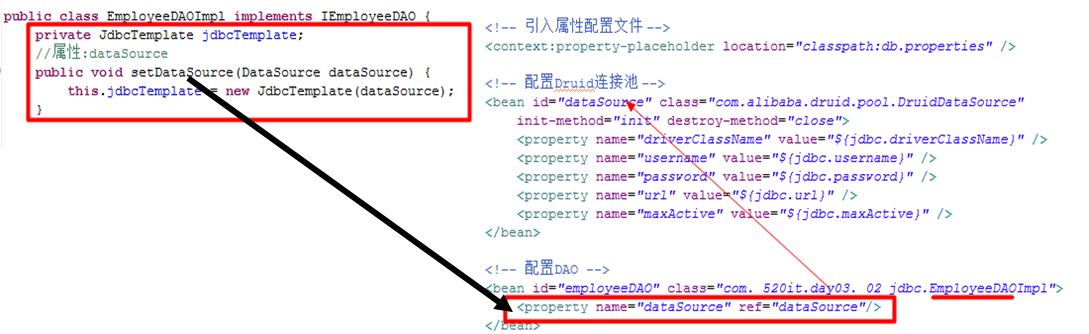 public class EmployeeDAOImpl implements IEmployeeDAO {
private JdbcTemplate jdbcTemplate;
//属性:dataSource
public void setDataSource(DataSource dataSource) {
this.jdbcTemplate = new JdbcTemplate(dataSource);
}
<!-- 引入属性配置文件 -->
<context:property-placeholder location="classpath:db.properties" />
<!-- 配置Druid连接池 -->
<bean id="dataSource" class="com.alibaba.druid.pool.DruidDataSource"
init-method="init" destroy-method="close">
<property name="driverClassName" value="${jdbc.driverClassName}" />
<property name="username" value="${jdbc.username}" />
<property name="password" value="${jdbc.password}" />
<property name="url" value="${jdbc.url}" />
<property name="maxActive" value="${jdbc.maxActive}" />
</bean>
<!-- 配置DAO -->
<bean id="employeeDAO" class="com. 520it.day03. 02 jdbc.EmployeeDAOImpl">
<property name="dataSource" ref="dataSource"/>
</bean>